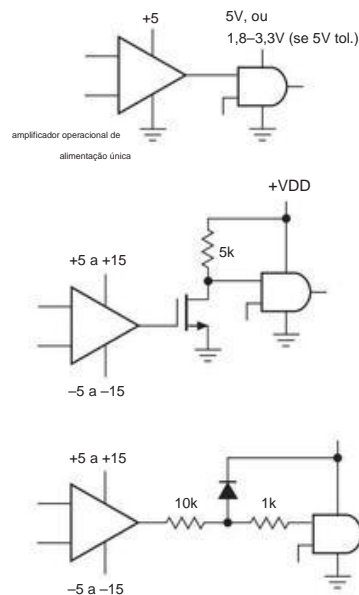 +5
5V, ou
1,8–3,3V (se 5V tol.)
amplificador operacional de
alimentação única
+VDD
5k
+5 a +15
–5 a –15
+5 a +15
10k
1k
–5 a –15